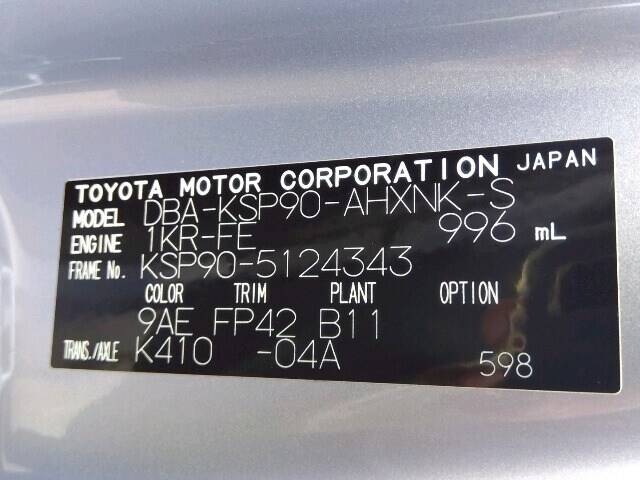 TOYOTA MOTOR CORPORATION JAPAN
MODEL DBA-KSP90-AHXNK-S
ENGINE 1KR-FE 996 mL
FRAME No. KSP90-5124343
COLOR TRIM PLANT OPTION
9AE FP42 B11
TRANS./AXLE K410 -04A 598